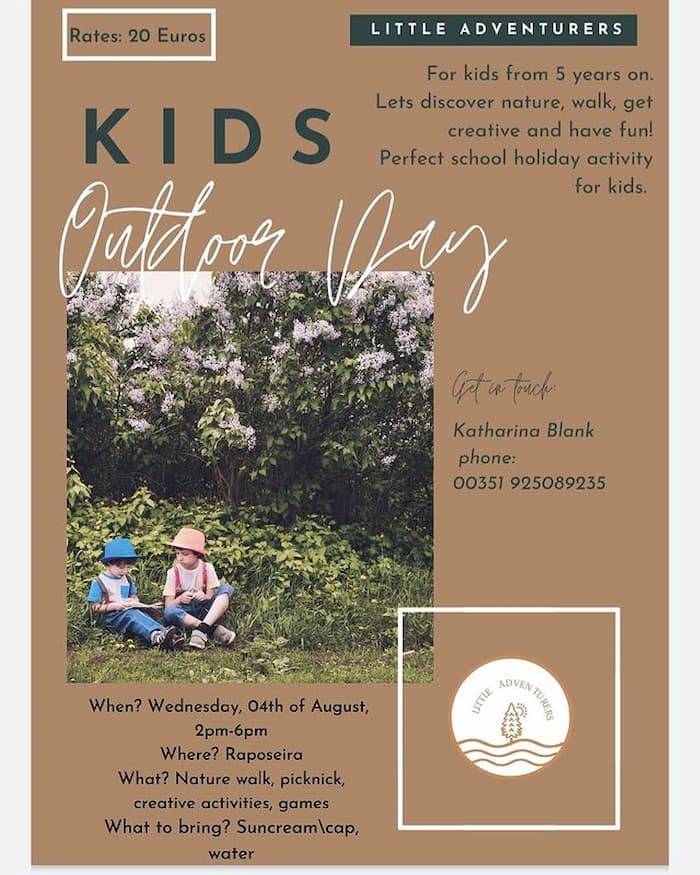 Rates: 20 Euros
LITTLE ADVENTURERS
For kids from 5 years on.
Lets discover nature, walk, get
creative and have fun!
Perfect school holiday activity
for kids.
KIDS
Outdoor Day
Get in touch:
Katharina Blank
phone:
00351 925089235
LITTLE ADVENTURERS
When? Wednesday, 04th of August,
2pm-6pm
Where? Raposeira
What? Nature walk, picknick,
creative activities, games
What to bring? Suncream\cap,
water